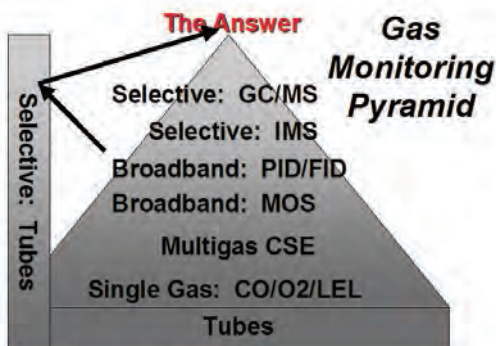 The Answer
Gas
Monitoring
Pyramid
Selective: GC/MS
Selective: IMS
Broadband: PID/FID
Broadband: MOS
Multigas CSE
Single Gas: CO/O2/LEL
Tubes
Selective: Tubes